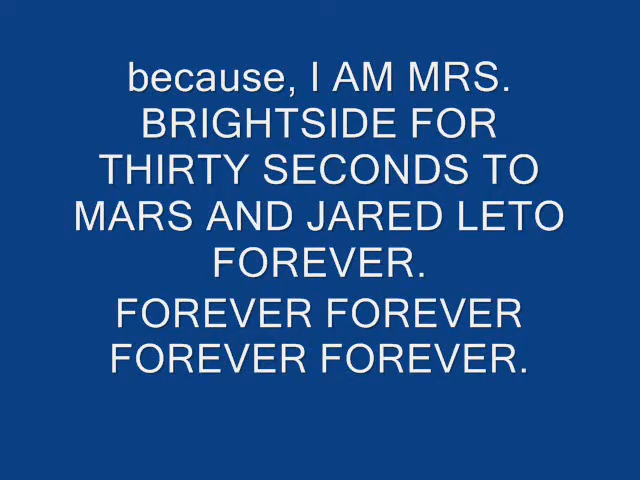 because, I AM MRS.
BRIGHTSIDE FOR
THIRTY SECONDS TO
MARS AND JARED LETO
FOREVER.
FOREVER FOREVER
FOREVER FOREVER.